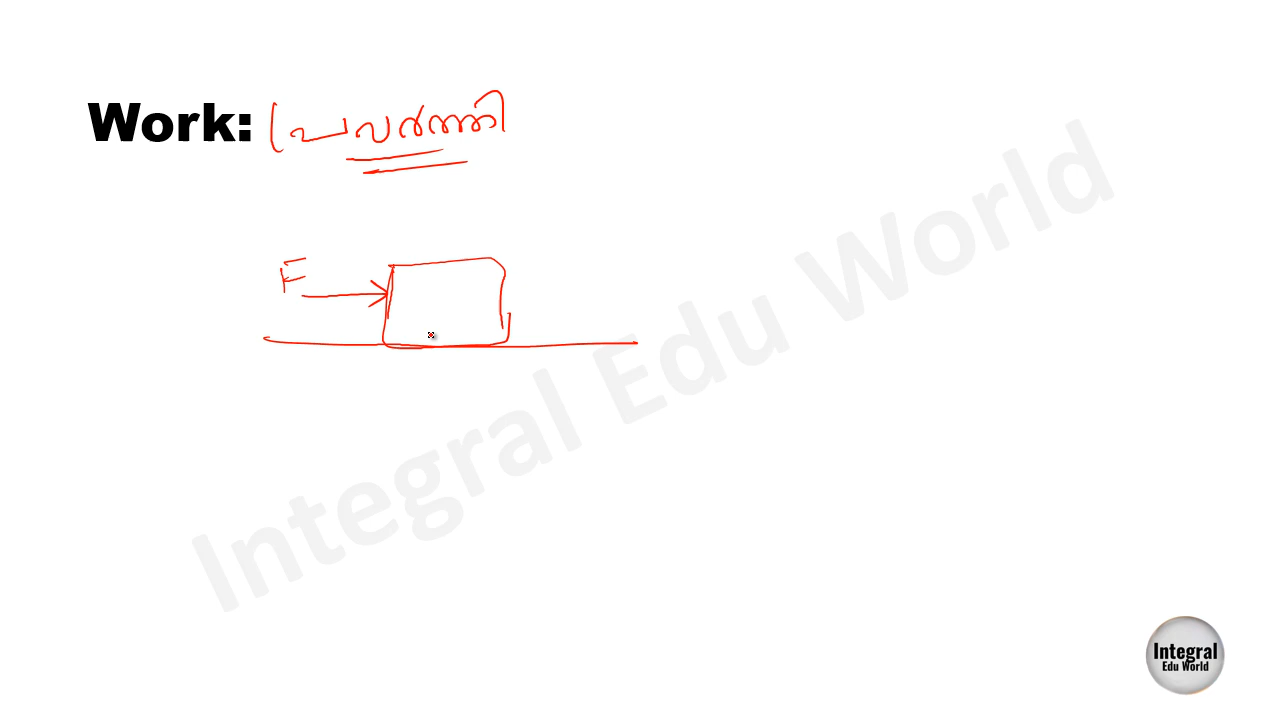 Work: പ്രവർത്തി
F
Integral Edu World
Integral
Edu World